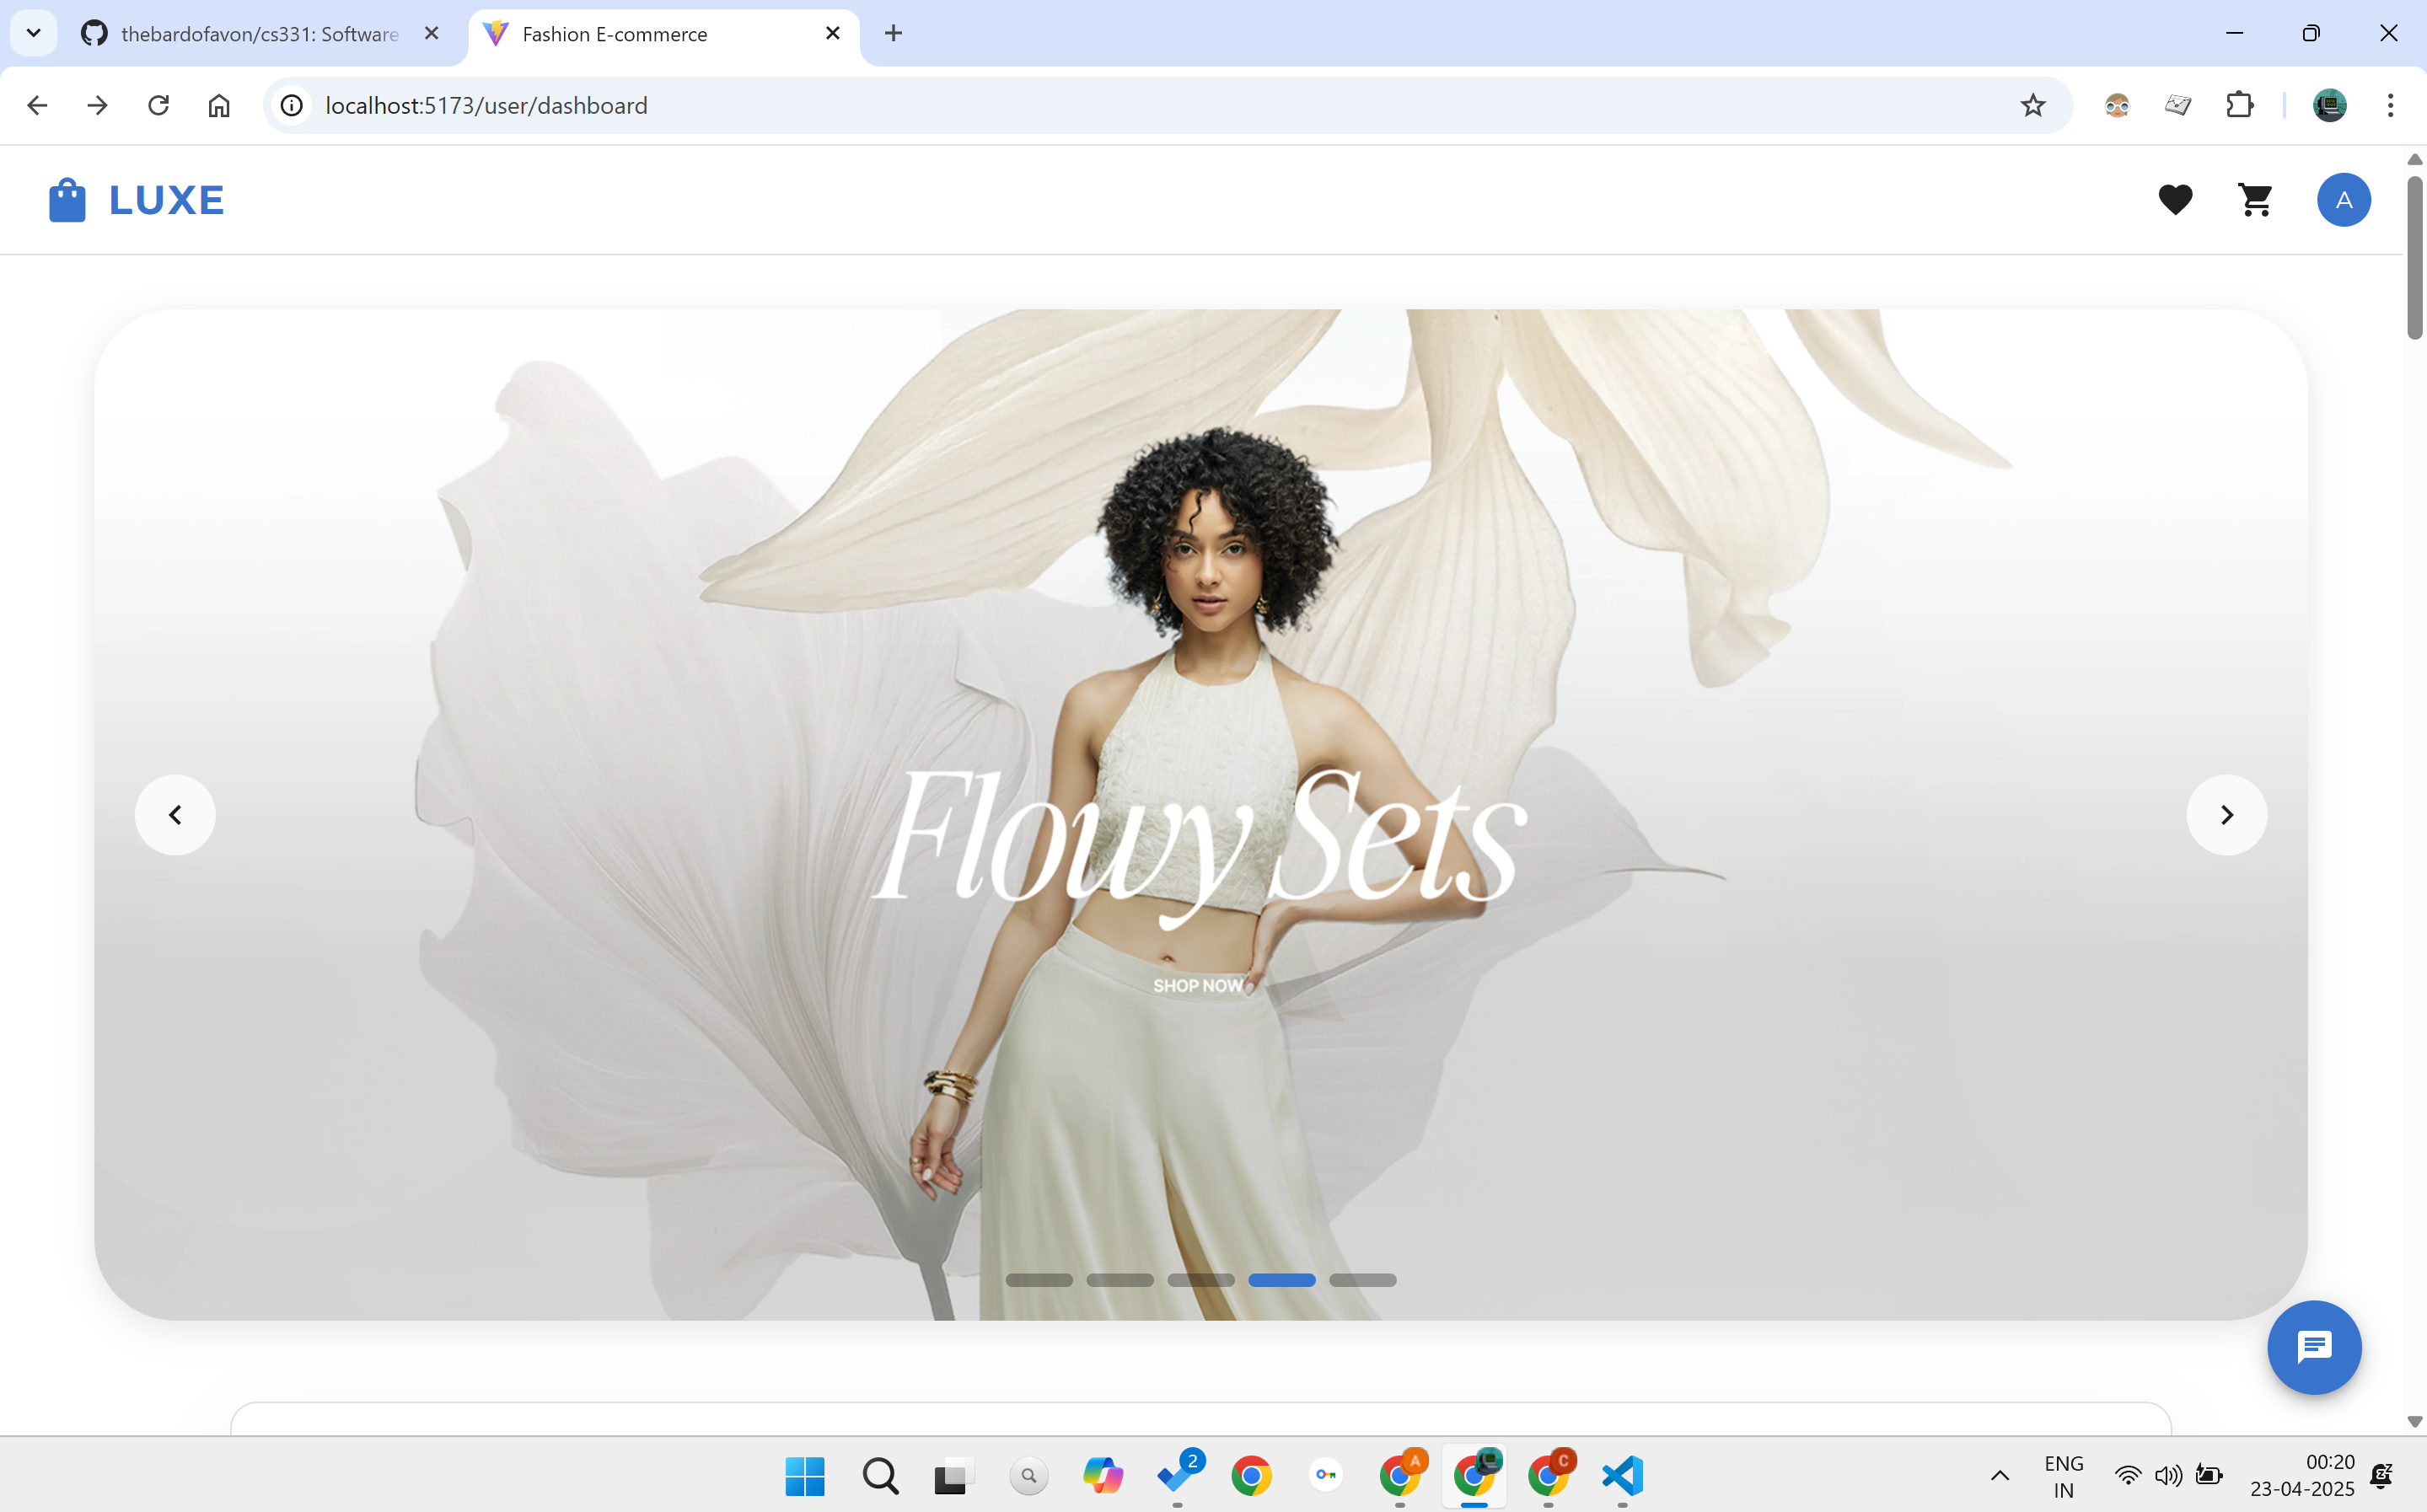 thebardofavon/cs331: Software
Fashion E-commerce
localhost:5173/user/dashboard
LUXE
A
Flowy Sets
SHOP NOW
2
A
C
ENG
IN
00:20
23-04-2025